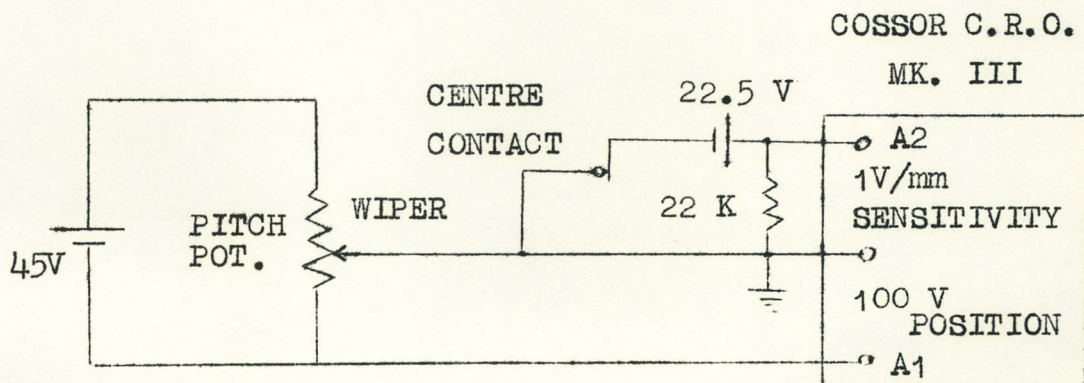 COSSOR C.R.O.
MK. III
CENTRE
CONTACT
22.5 V
A2
1V/mm
SENSITIVITY
22 K
WIPER
PITCH
POT.
45V
100 V
POSITION
A1